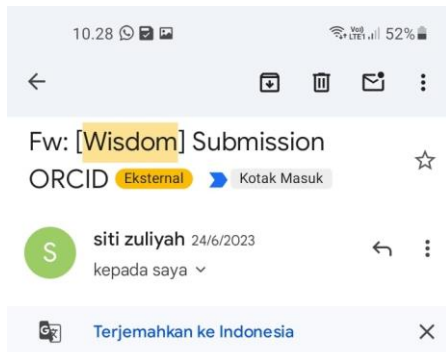 10.28 52%
Fw: [Wisdom] Submission
ORCID Eksternal Kotak Masuk
S siti zuliyah 24/6/2023
kepada saya
Terjemahkan ke Indonesia